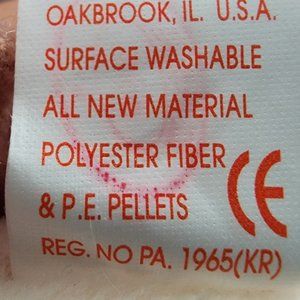 OAKBROOK, IL. U.S.A.
SURFACE WASHABLE
ALL NEW MATERIAL
POLYESTER FIBER
& P.E. PELLETS
CE
REG. NO PA. 1965(KR)